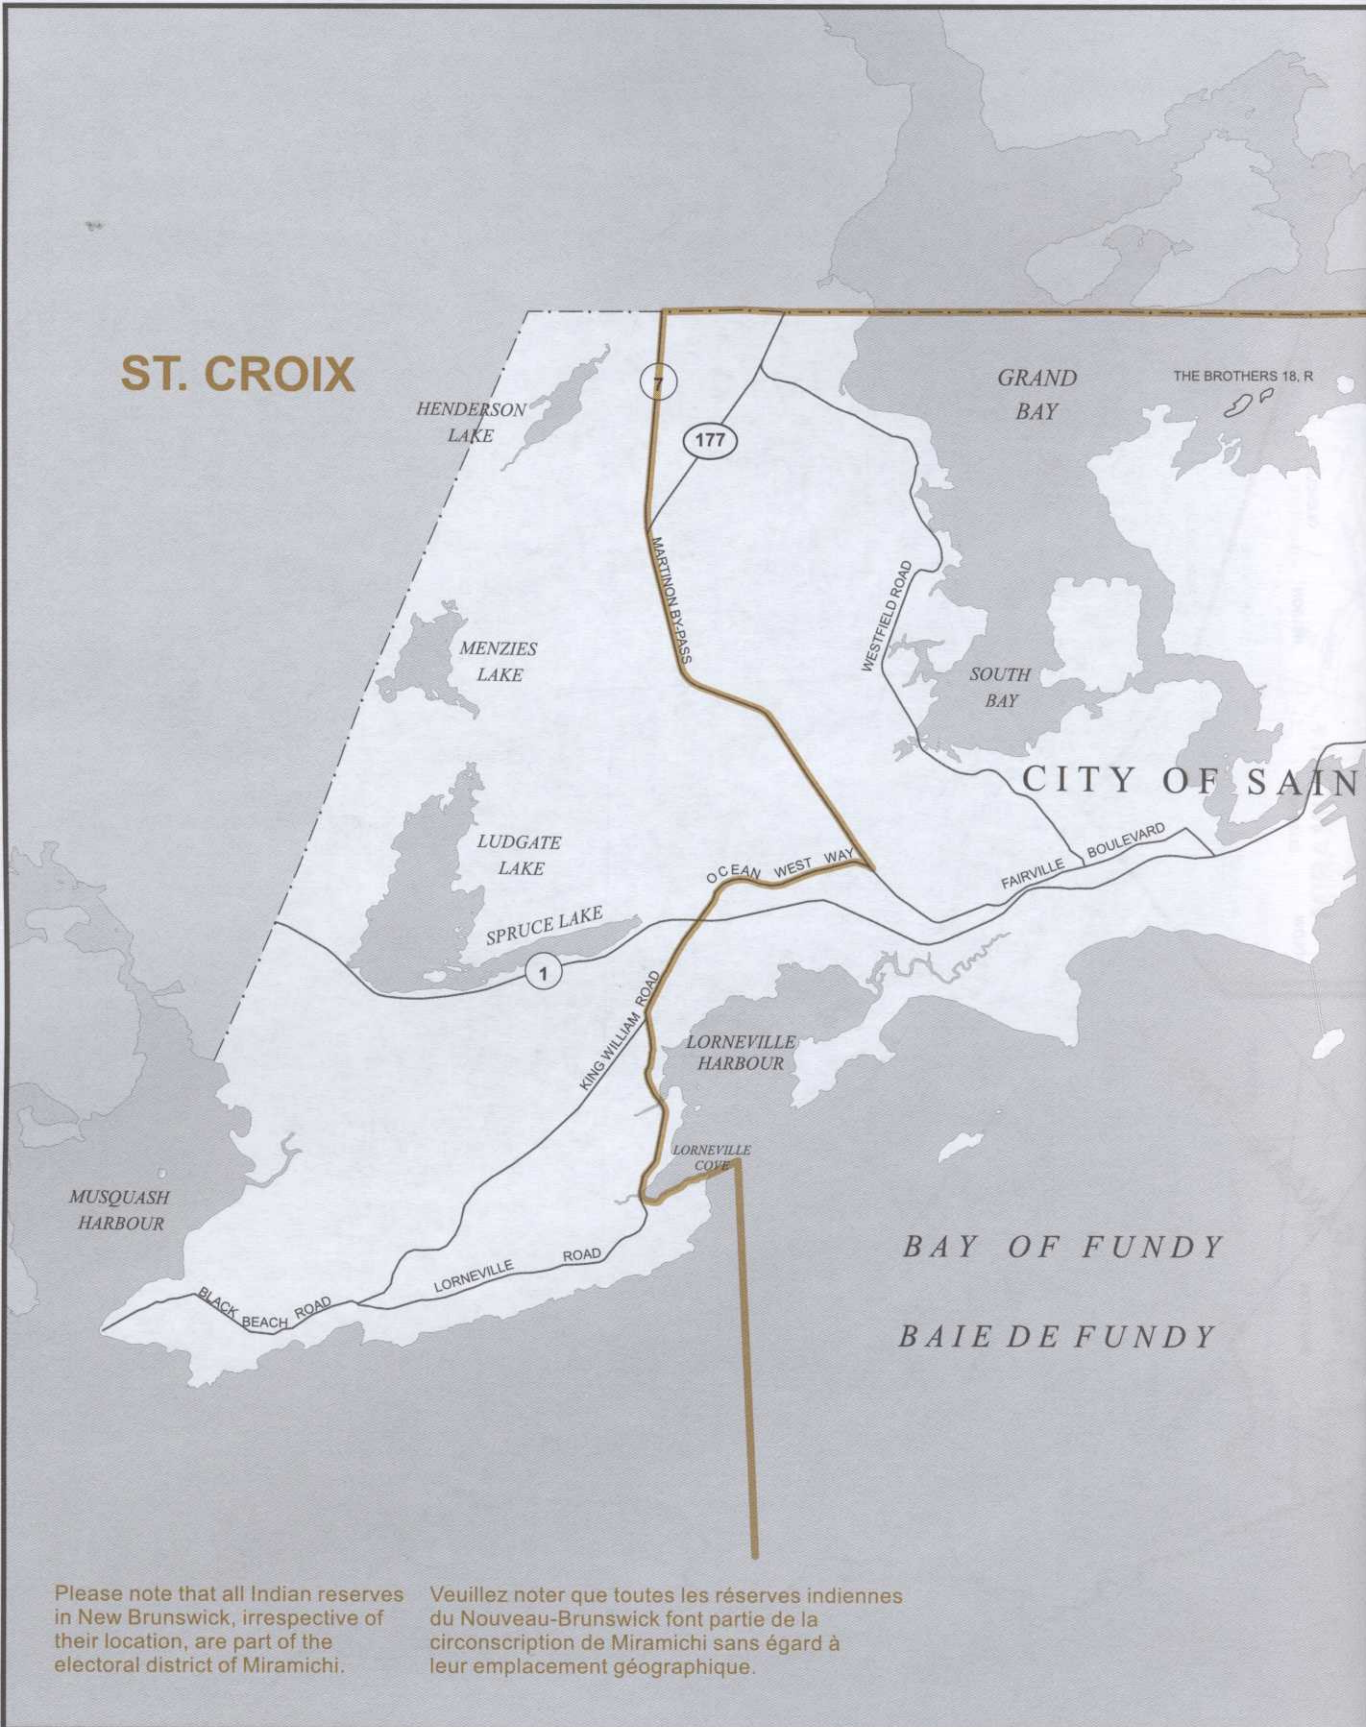 ST. CROIX
HENDERSON
LAKE
7
177
GRAND
BAY
THE BROTHERS 18, R
MARTINON BY-PASS
WESTFIELD ROAD
MENZIES
LAKE
SOUTH
BAY
CITY OF SAIN
LUDGATE
LAKE
OCEAN WEST WAY
FAIRVILLE BOULEVARD
SPRUCE LAKE
1
KING WILLIAM ROAD
LORNEVILLE
HARBOUR
LORNEVILLE
COVE
MUSQUASH
HARBOUR
BAY OF FUNDY
BAIE DE FUNDY
LORNEVILLE ROAD
BLACK BEACH ROAD
Please note that all Indian reserves
in New Brunswick, irrespective of
their location, are part of the
electoral district of Miramichi.
Veuillez noter que toutes les réserves indiennes
du Nouveau-Brunswick font partie de la
circonscription de Miramichi sans égard à
leur emplacement géographique.